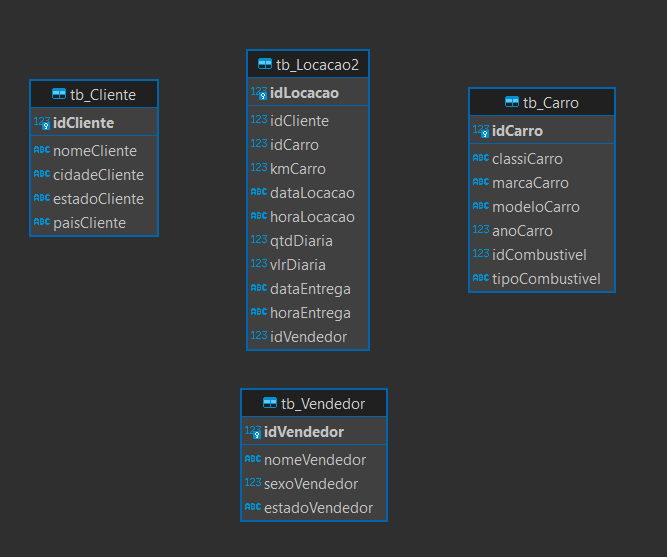 tb_Cliente
123 idCliente
ABC nomeCliente
ABC cidadeCliente
ABC estadoCliente
ABC paisCliente
tb_Locacao2
123 idLocacao
123 idCliente
123 idCarro
123 kmCarro
ABC dataLocacao
ABC horaLocacao
123 qtdDiaria
123 vlrDiaria
ABC dataEntrega
ABC horaEntrega
123 idVendedor
tb_Carro
123 idCarro
ABC classiCarro
ABC marcaCarro
ABC modeloCarro
123 anoCarro
123 idCombustivel
ABC tipoCombustivel
tb_Vendedor
123 idVendedor
ABC nomeVendedor
123 sexoVendedor
ABC estadoVendedor